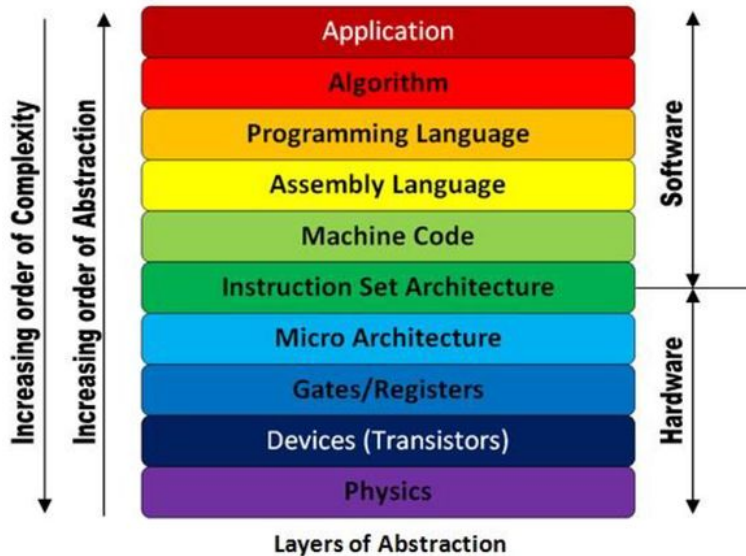 Increasing order of Complexity
Increasing order of Abstraction
Application
Algorithm
Programming Language
Assembly Language
Machine Code
Instruction Set Architecture
Micro Architecture
Gates/Registers
Devices (Transistors)
Physics
Software
Hardware
Layers of Abstraction